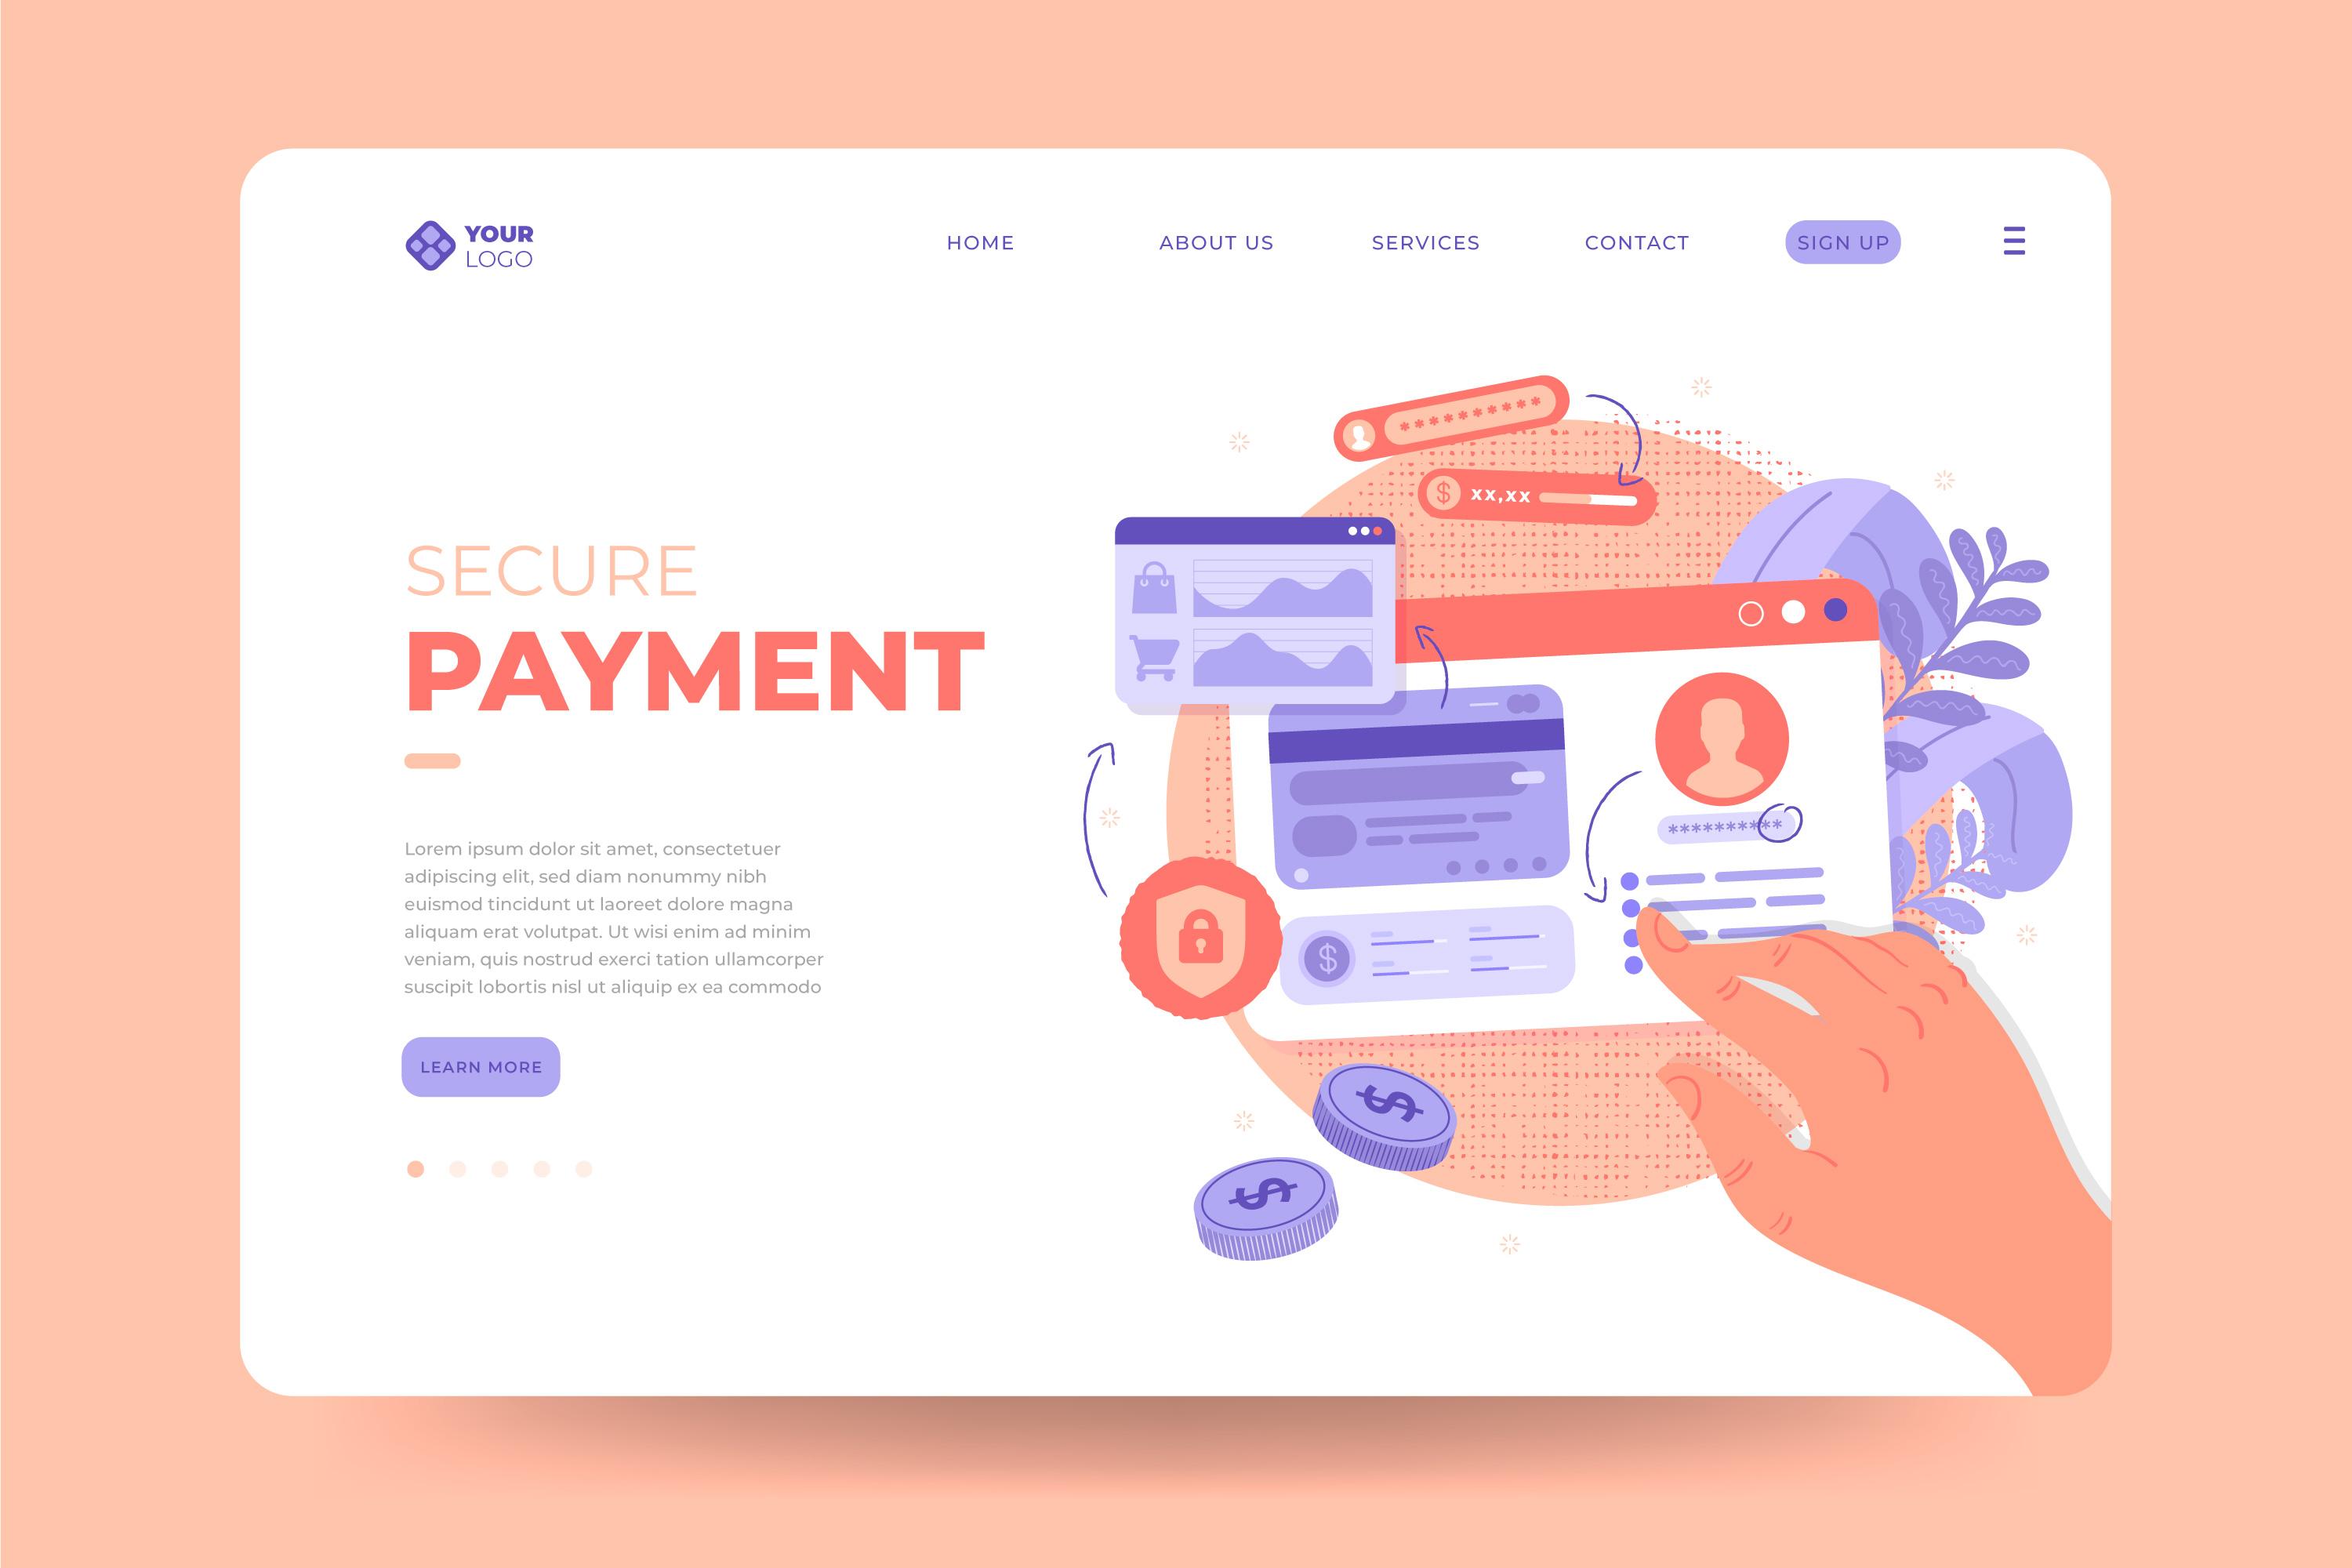 YOUR
LOGO
HOME
ABOUT US
SERVICES
CONTACT
SIGN UP
SECURE
PAYMENT
Lorem ipsum dolor sit amet, consectetuer
adipiscing elit, sed diam nonummy nibh
euismod tincidunt ut laoreet dolore magna
aliquam erat volutpat. Ut wisi enim ad minim
veniam, quis nostrud exerci tation ullamcorper
suscipit lobortis nisl ut aliquip ex ea commodo
LEARN MORE
**********
$ xx,xx
**********
$
$
$